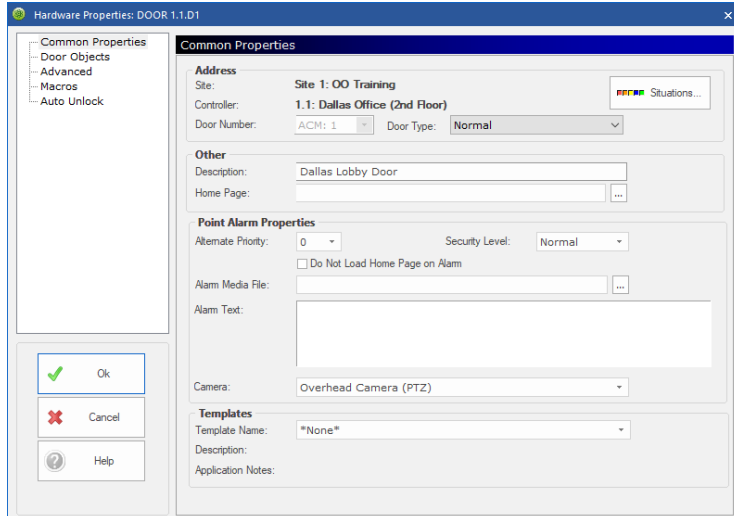 Hardware Properties: DOOR 1.1.D1
Common Properties
Door Objects
Advanced
Macros
Auto Unlock
Ok
Cancel
Help
Common Properties
Address
Site: Site 1: OO Training
Situations...
Controller: 1.1: Dallas Office (2nd Floor)
Door Number: ACM: 1 Door Type: Normal
Other
Description: Dallas Lobby Door
Home Page: ...
Point Alarm Properties
Alternate Priority: 0 Security Level: Normal
Do Not Load Home Page on Alarm
Alarm Media File: ...
Alarm Text:
Camera: Overhead Camera (PTZ)
Templates
Template Name: *None*
Description:
Application Notes: